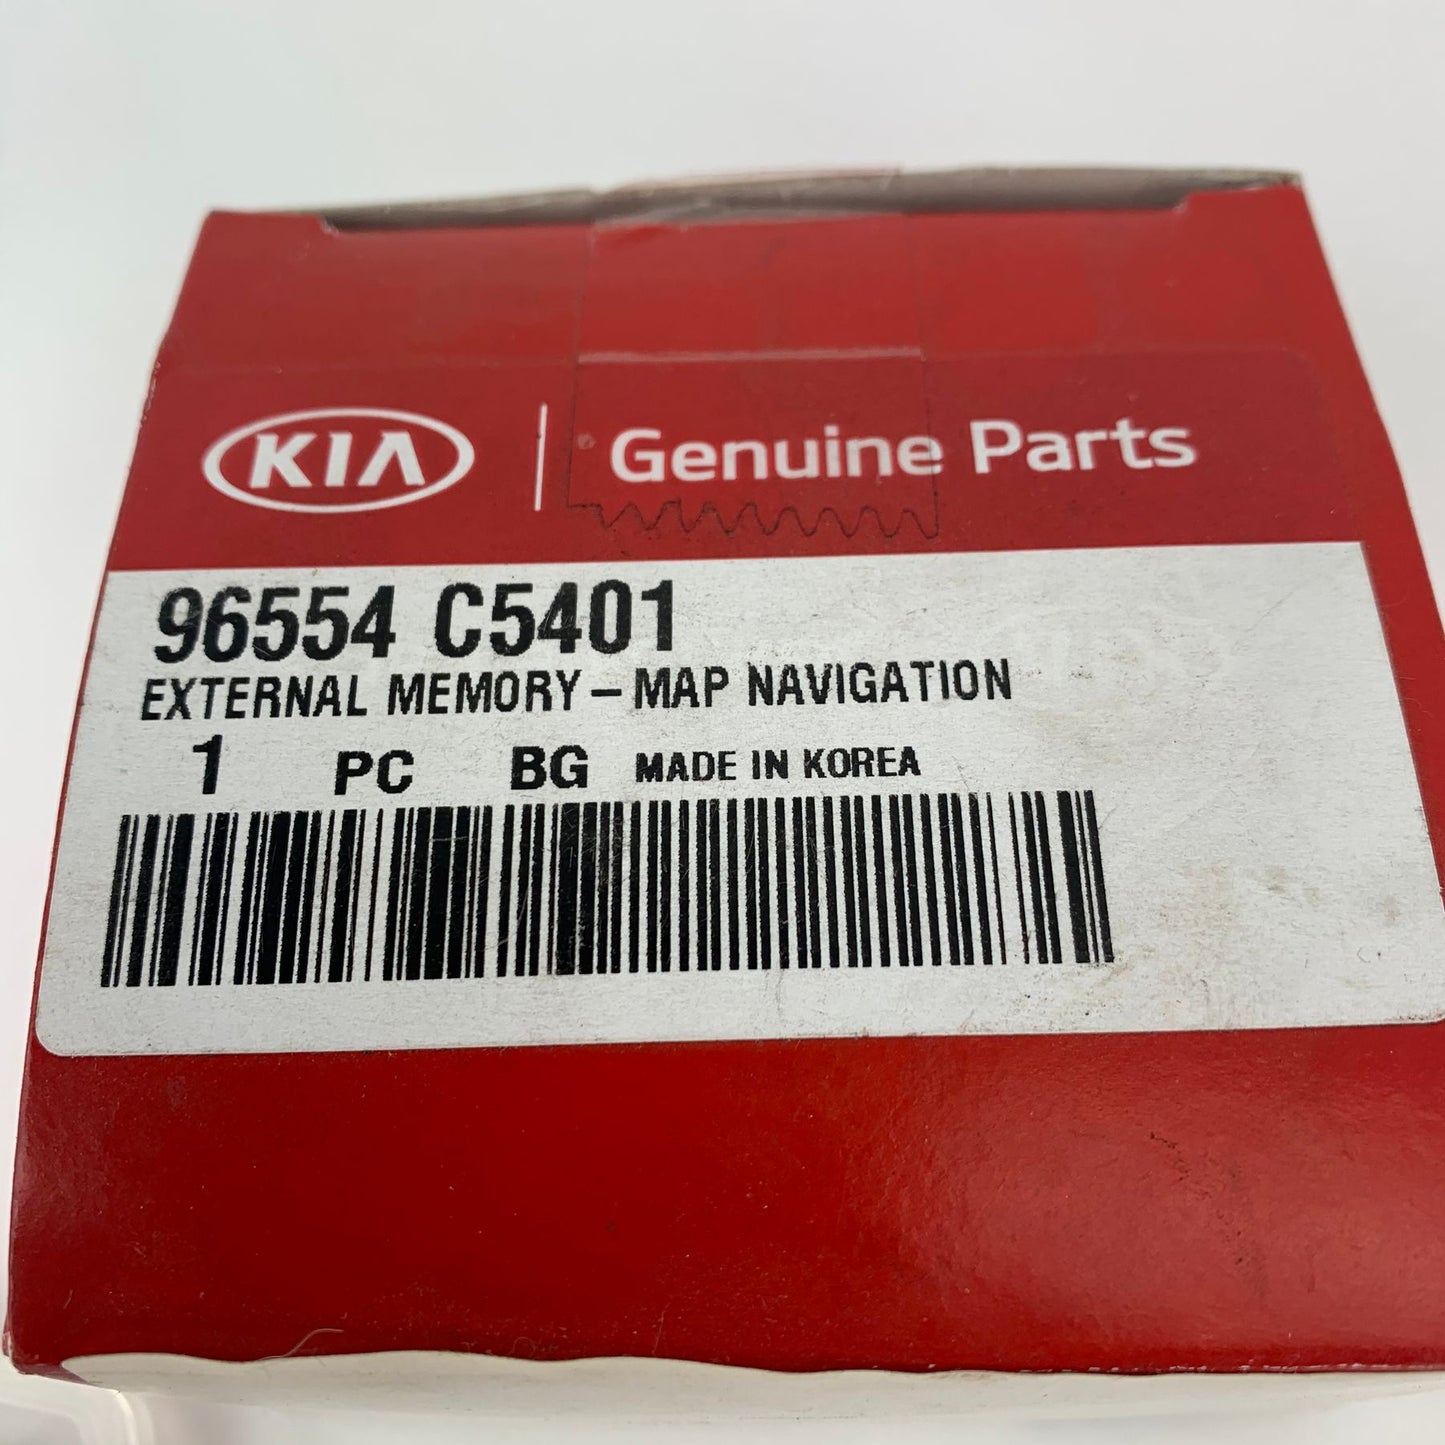 KIA Genuine Parts
96554 C5401
EXTERNAL MEMORY – MAP NAVIGATION
1 PC BG MADE IN KOREA